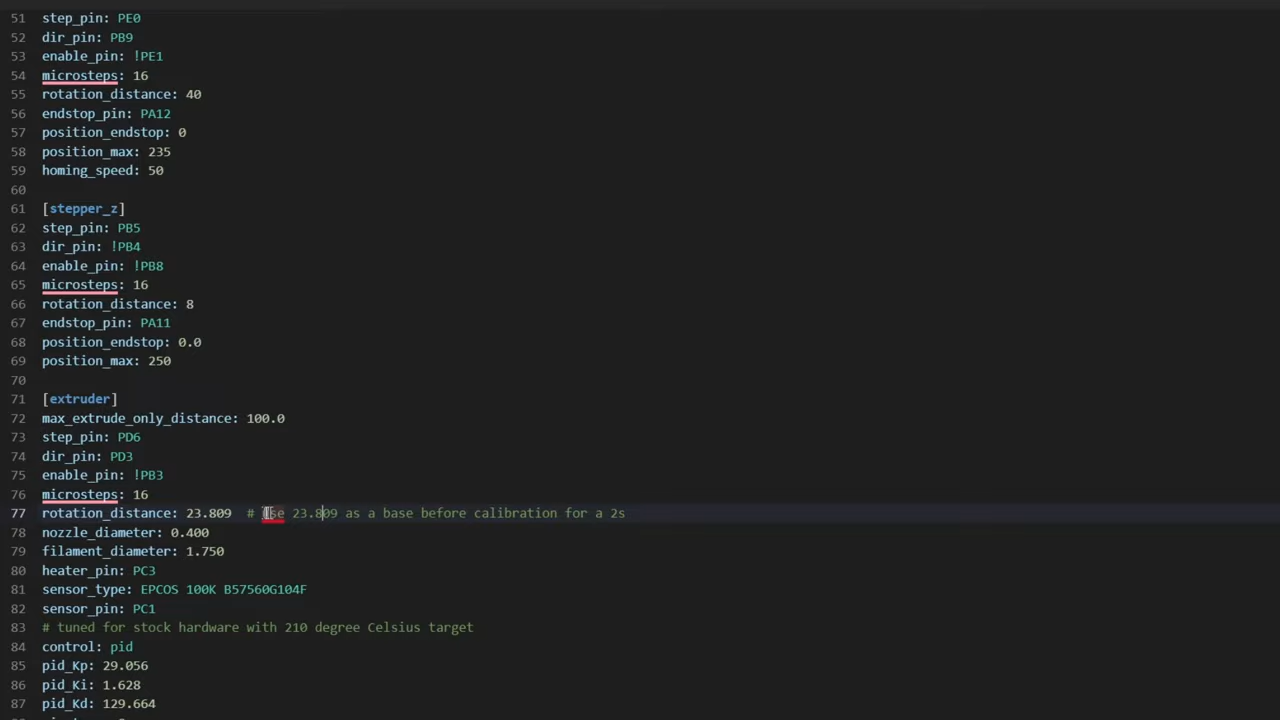 51 step_pin: PE0
52 dir_pin: PB9
53 enable_pin: !PE1
54 microsteps: 16
55 rotation_distance: 40
56 endstop_pin: PA12
57 position_endstop: 0
58 position_max: 235
59 homing_speed: 50
60
61 [stepper_z]
62 step_pin: PB5
63 dir_pin: !PB4
64 enable_pin: !PB8
65 microsteps: 16
66 rotation_distance: 8
67 endstop_pin: PA11
68 position_endstop: 0.0
69 position_max: 250
70
71 [extruder]
72 max_extrude_only_distance: 100.0
73 step_pin: PD6
74 dir_pin: PD3
75 enable_pin: !PB3
76 microsteps: 16
77 rotation_distance: 23.809 # 23.809 as a base before calibration for a 2s
78 nozzle_diameter: 0.400
79 filament_diameter: 1.750
80 heater_pin: PC3
81 sensor_type: EPCOS 100K B57560G104F
82 sensor_pin: PC1
83 # tuned for stock hardware with 210 degree Celsius target
84 control: pid
85 pid_Kp: 29.056
86 pid_Ki: 1.628
87 pid_Kd: 129.664